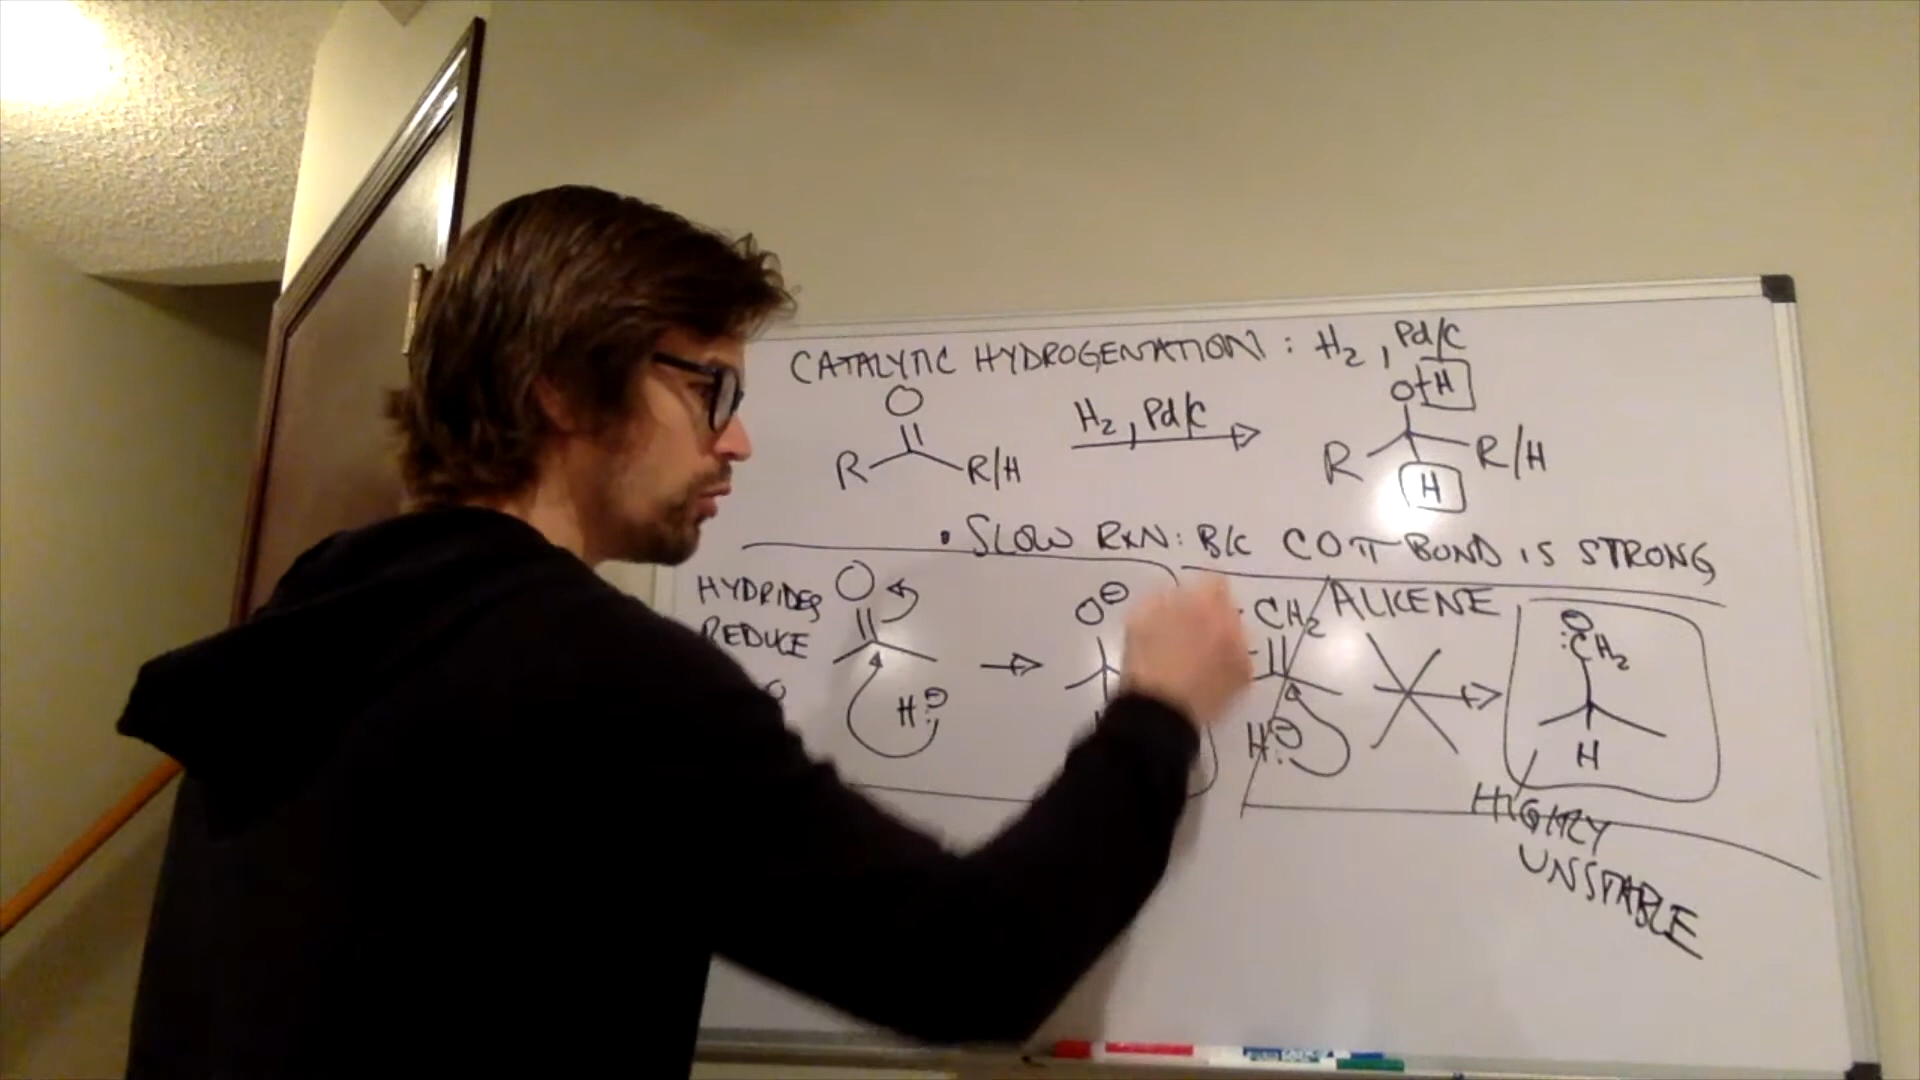 CATALYTIC HYDROGENATION: H₂, Pd/C
O
R R/H
H₂, Pd/C
OH
R R/H
H
• SLOW RXN: B/C CO π BOND IS STRONG
HYDRIDES
REDUCE
O
H:⊖
O⊖
CH₂
H:⊖
ALKENE
⊖
:CH₂
H
HIGHLY
UNSTABLE